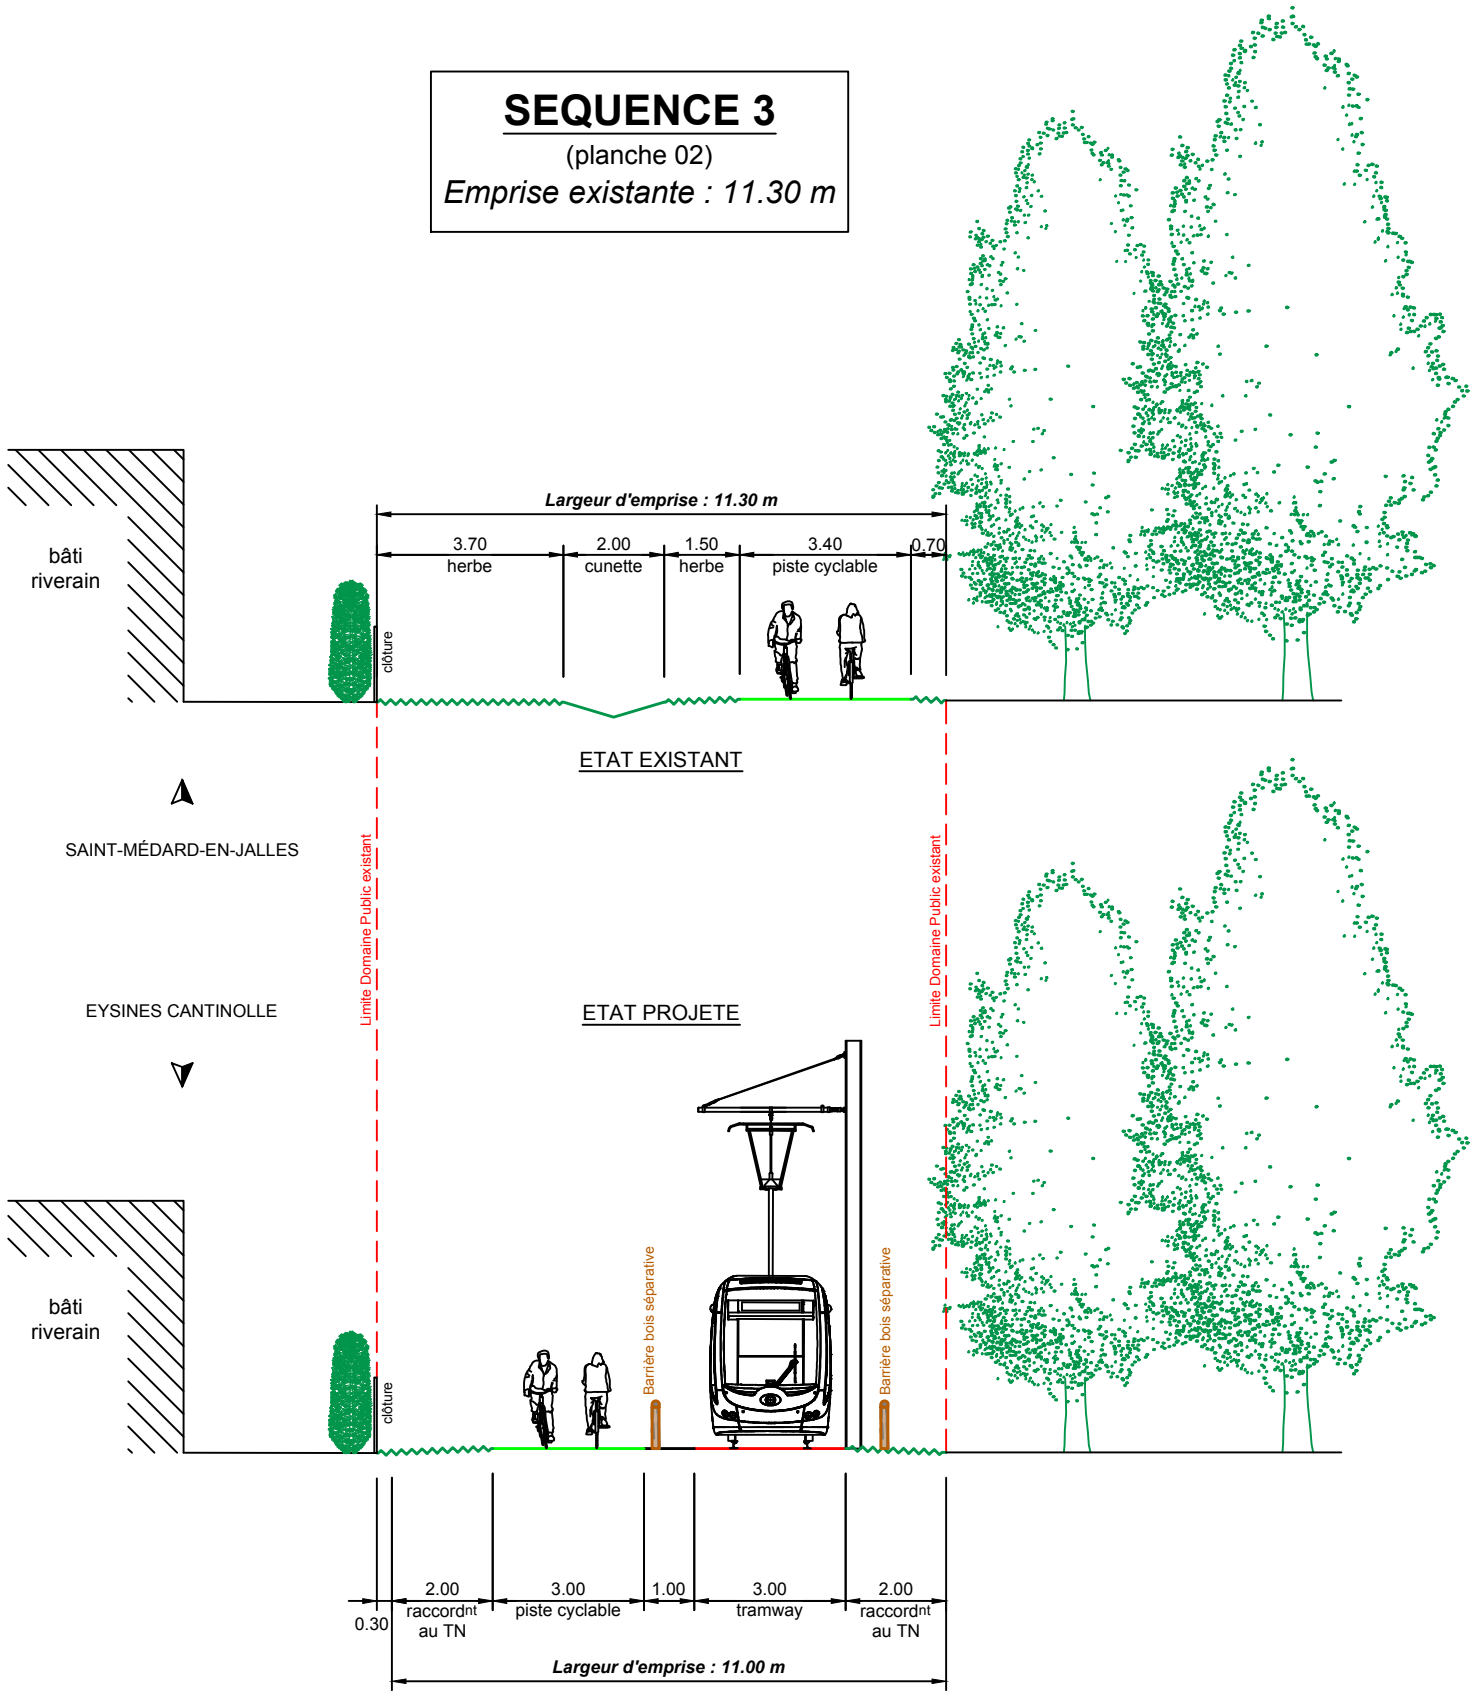 SEQUENCE 3
(planche 02)
Emprise existante : 11.30 m
Largeur d'emprise : 11.30 m
3.70
herbe
2.00
cunette
1.50
herbe
3.40
piste cyclable
0.70
bâti
riverain
clôture
ETAT EXISTANT
SAINT-MÉDARD-EN-JALLES
Limite Domaine Public existant
Limite Domaine Public existant
EYSINES CANTINOLLE
ETAT PROJETE
bâti
riverain
clôture
Barrière bois séparative
Barrière bois séparative
0.30
2.00
raccordnt
au TN
3.00
piste cyclable
1.00
3.00
tramway
2.00
raccordnt
au TN
Largeur d'emprise : 11.00 m